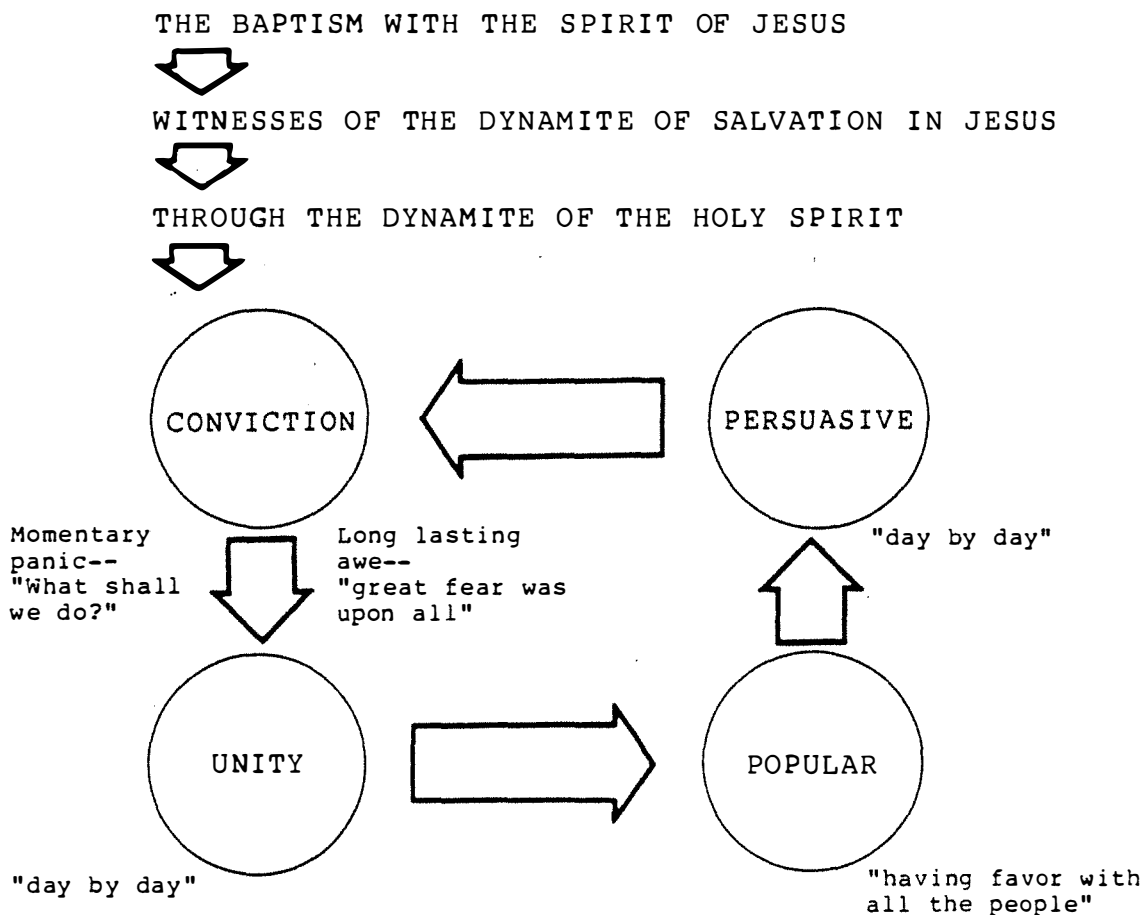 THE BAPTISM WITH THE SPIRIT OF JESUS
WITNESSES OF THE DYNAMITE OF SALVATION IN JESUS
THROUGH THE DYNAMITE OF THE HOLY SPIRIT
CONVICTION
PERSUASIVE
Momentary
panic--
"What shall
we do?"
Long lasting
awe--
"great fear was
upon all"
"day by day"
UNITY
POPULAR
"day by day"
"having favor with
all the people"